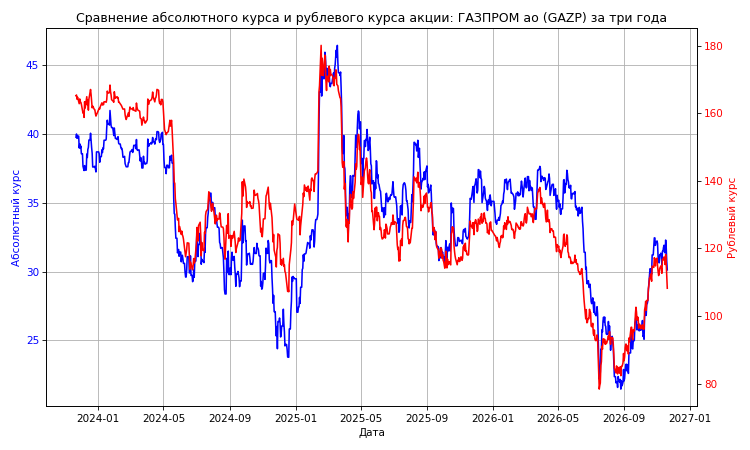 Сравнение абсолютного курса и рублевого курса акции: ГАЗПРОМ ао (GAZP) за три года
45
40
35
30
25
Абсолютный курс
180
160
140
120
100
80
Рублевый курс
2024-01 2024-05 2024-09 2025-01 2025-05 2025-09 2026-01 2026-05 2026-09 2027-01
Дата